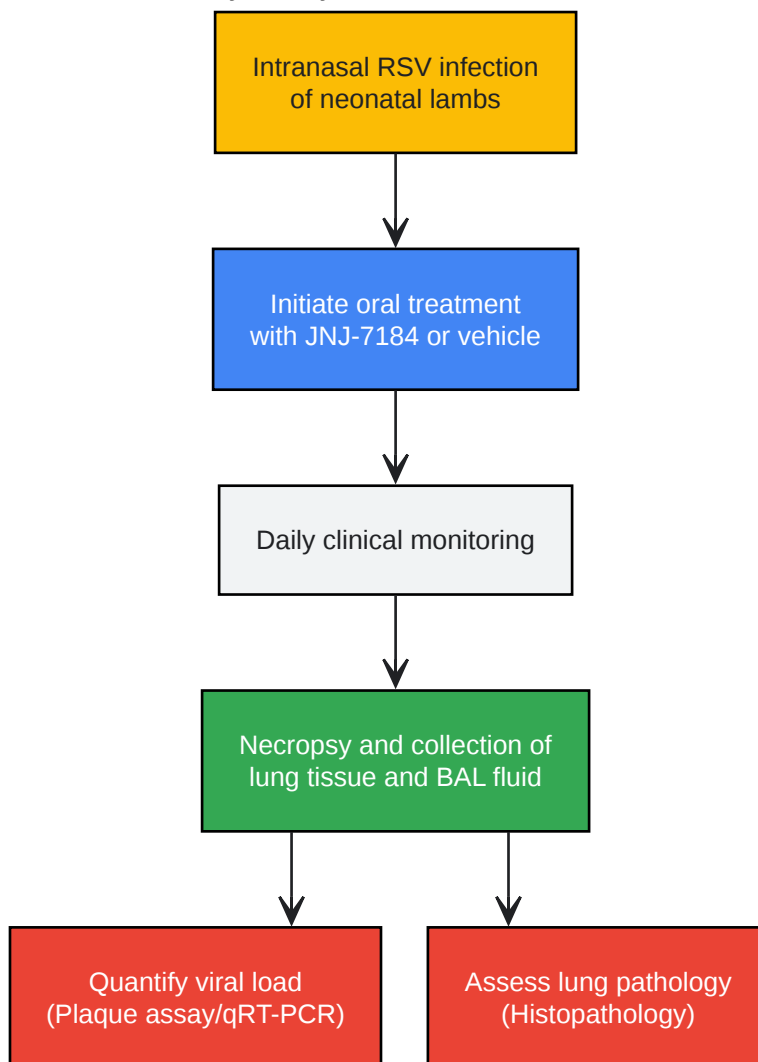 Intranasal RSV infection
of neonatal lambs
Initiate oral treatment
with JNJ-7184 or vehicle
Daily clinical monitoring
Necropsy and collection of
lung tissue and BAL fluid
Quantify viral load
(Plaque assay/qRT-PCR)
Assess lung pathology
(Histopathology)